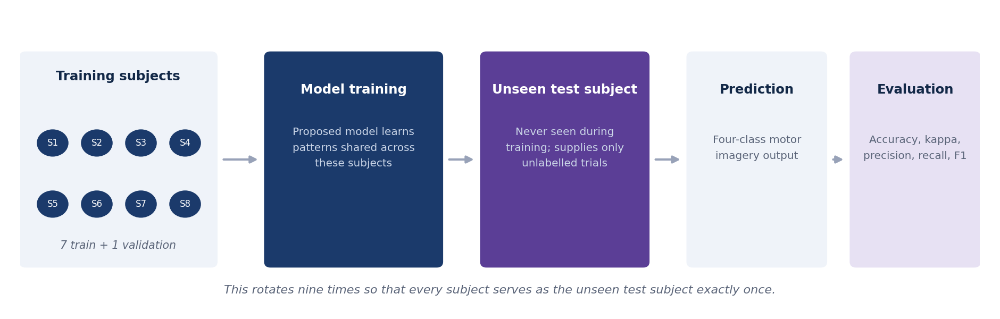 Training subjects
S1 S2 S3 S4
S5 S6 S7 S8
7 train + 1 validation
Model training
Proposed model learns
patterns shared across
these subjects
Unseen test subject
Never seen during
training; supplies only
unlabelled trials
Prediction
Four-class motor
imagery output
Evaluation
Accuracy, kappa,
precision, recall, F1
This rotates nine times so that every subject serves as the unseen test subject exactly once.